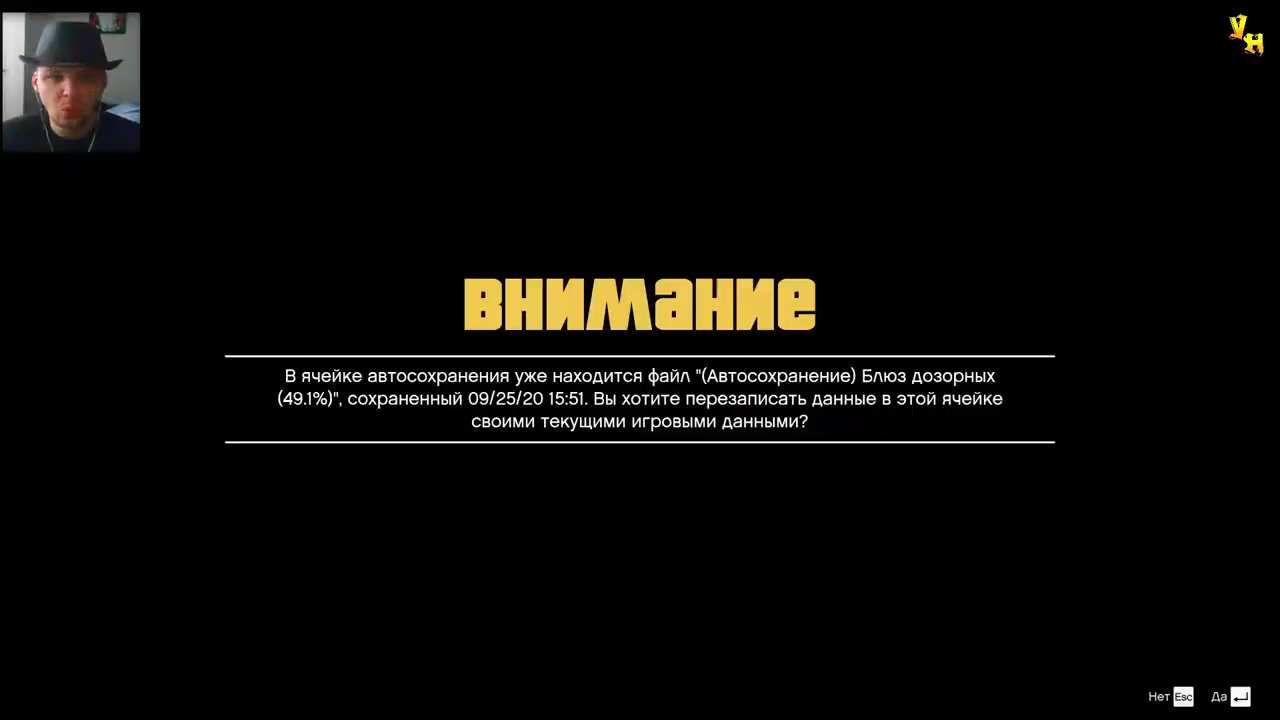 УН
внимание
В ячейке автосохранения уже находится файл "(Автосохранение) Блюз дозорных
(49.1%)", сохраненный 09/25/20 15:51. Вы хотите перезаписать данные в этой ячейке
своими текущими игровыми данными?
Нет Esc Да